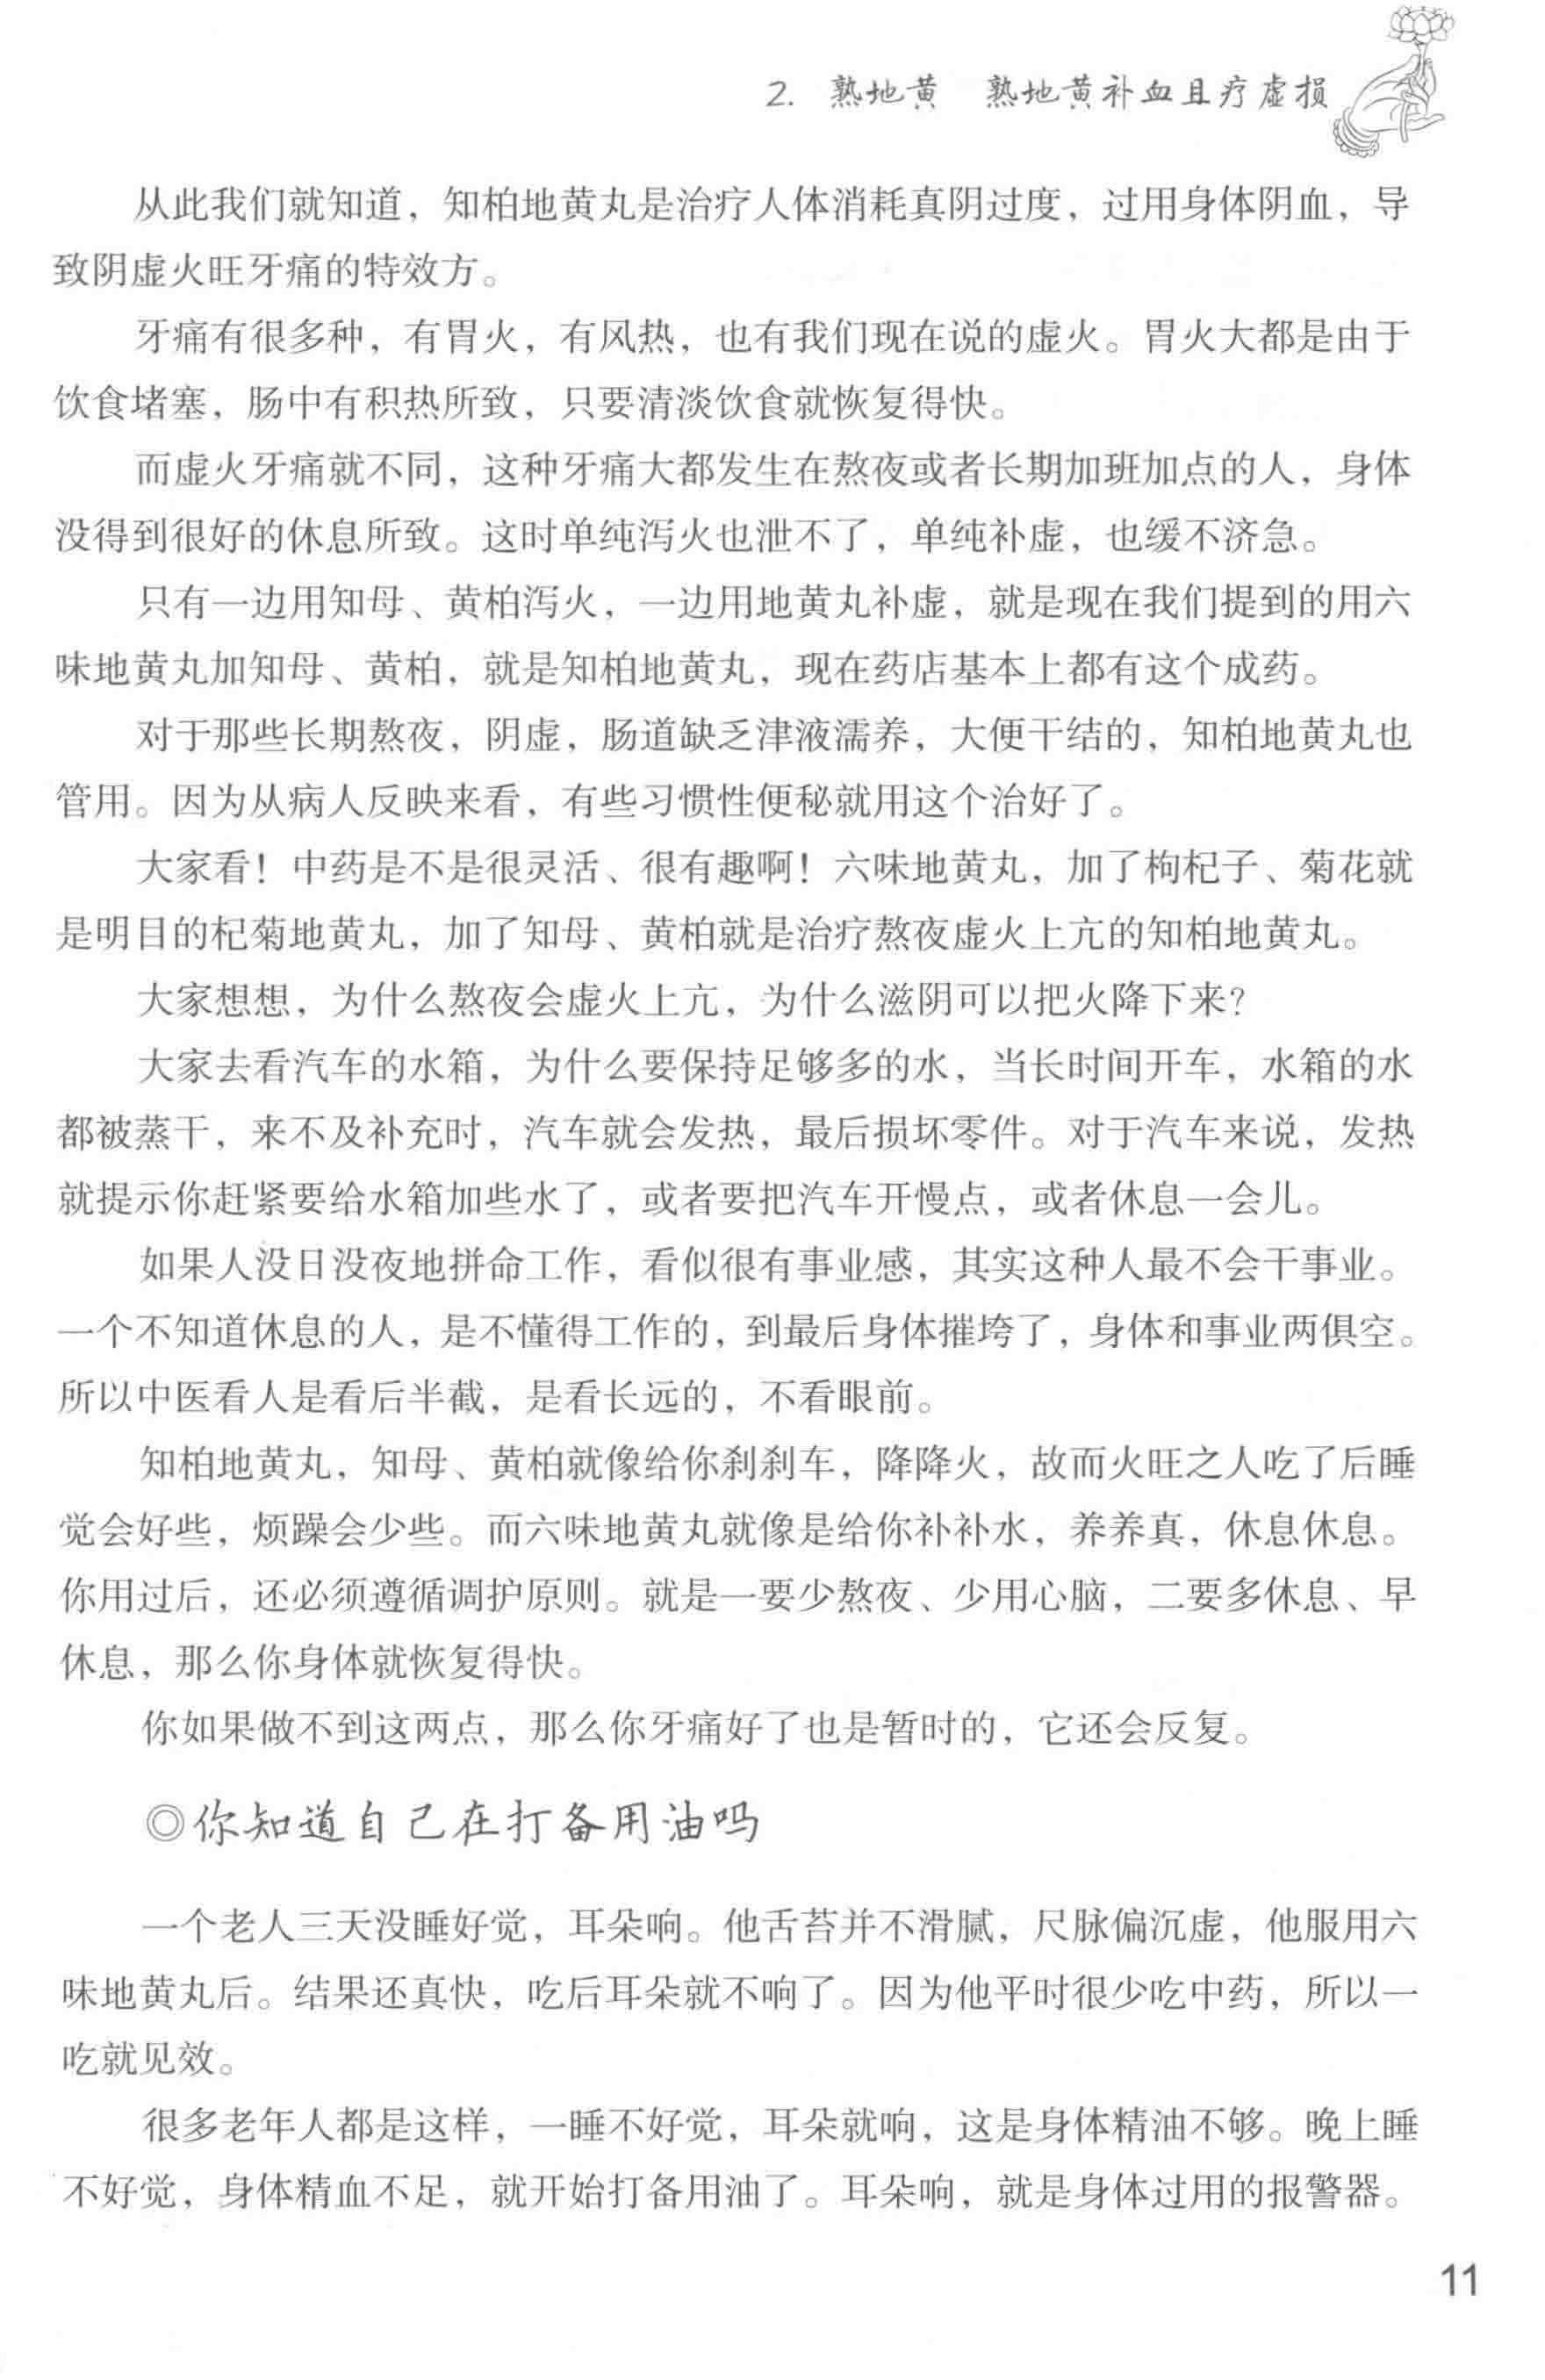 2. 熟地黄 熟地黄补血且疗虚损
从此我们就知道，知柏地黄丸是治疗人体消耗真阴过度，过用身体阴血，导
致阴虚火旺牙痛的特效方。
牙痛有很多种，有胃火，有风热，也有我们现在说的虚火。胃火大都是由于
饮食堵塞，肠中有积热所致，只要清淡饮食就恢复得快。
而虚火牙痛就不同，这种牙痛大都发生在熬夜或者长期加班加点的人，身体
没得到很好的休息所致。这时单纯泻火也泄不了，单纯补虚，也缓不济急。
只有一边用知母、黄柏泻火，一边用地黄丸补虚，就是现在我们提到的用六
味地黄丸加知母、黄柏，就是知柏地黄丸，现在药店基本上都有这个成药。
对于那些长期熬夜，阴虚，肠道缺乏津液濡养，大便干结的，知柏地黄丸也
管用。因为从病人反映来看，有些习惯性便秘就用这个治好了。
大家看！中药是不是很灵活、很有趣啊！六味地黄丸，加了枸杞子、菊花就
是明目的杞菊地黄丸，加了知母、黄柏就是治疗熬夜虚火上亢的知柏地黄丸。
大家想想，为什么熬夜会虚火上亢，为什么滋阴可以把火降下来？
大家去看汽车的水箱，为什么要保持足够多的水，当长时间开车，水箱的水
都被蒸干，来不及补充时，汽车就会发热，最后损坏零件。对于汽车来说，发热
就提示你赶紧要给水箱加些水了，或者要把汽车开慢点，或者休息一会儿。
如果人没日没夜地拼命工作，看似很有事业感，其实这种人最不会干事业。
一个不知道休息的人，是不懂得工作的，到最后身体摧垮了，身体和事业两俱空。
所以中医看人是看后半截，是看长远的，不看眼前。
知柏地黄丸，知母、黄柏就像给你刹刹车，降降火，故而火旺之人吃了后睡
觉会好些，烦躁会少些。而六味地黄丸就像是给你补补水，养养真，休息休息。
你用过后，还必须遵循调护原则。就是一要少熬夜、少用心脑，二要多休息、早
休息，那么你身体就恢复得快。
你如果做不到这两点，那么你牙痛好了也是暂时的，它还会反复。
◎你知道自己在打备用油吗
一个老人三天没睡好觉，耳朵响。他舌苔并不滑腻，尺脉偏沉虚，他服用六
味地黄丸后。结果还真快，吃后耳朵就不响了。因为他平时很少吃中药，所以一
吃就见效。
很多老年人都是这样，一睡不好觉，耳朵就响，这是身体精油不够。晚上睡
不好觉，身体精血不足，就开始打备用油了。耳朵响，就是身体过用的报警器。
11